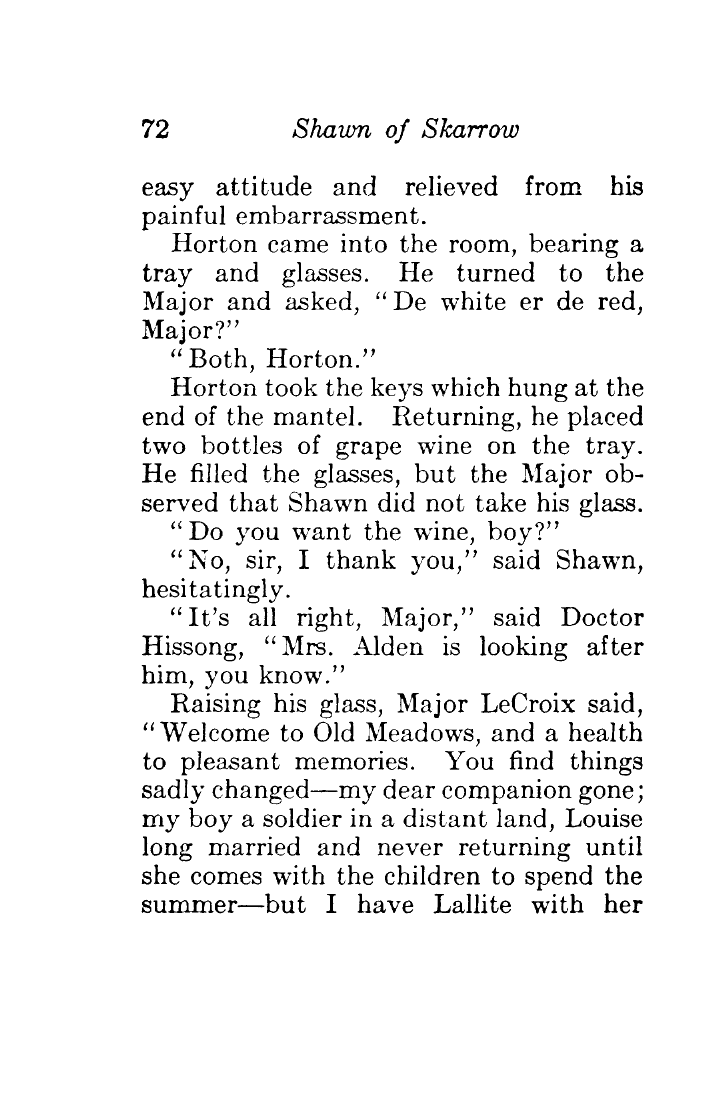 72 Shawn of Skarrow
easy attitude and relieved from his
painful embarrassment.
Horton came into the room, bearing a
tray and glasses. He turned to the
Major and asked, “De white er de red,
Major?”
“Both, Horton.”
Horton took the keys which hung at the
end of the mantel. Returning, he placed
two bottles of grape wine on the tray.
He filled the glasses, but the Major ob-
served that Shawn did not take his glass.
“Do you want the wine, boy?”
“No, sir, I thank you,” said Shawn,
hesitatingly.
“It’s all right, Major,” said Doctor
Hissong, “Mrs. Alden is looking after
him, you know.”
Raising his glass, Major LeCroix said,
“Welcome to Old Meadows, and a health
to pleasant memories. You find things
sadly changed—my dear companion gone;
my boy a soldier in a distant land, Louise
long married and never returning until
she comes with the children to spend the
summer—but I have Lallite with her